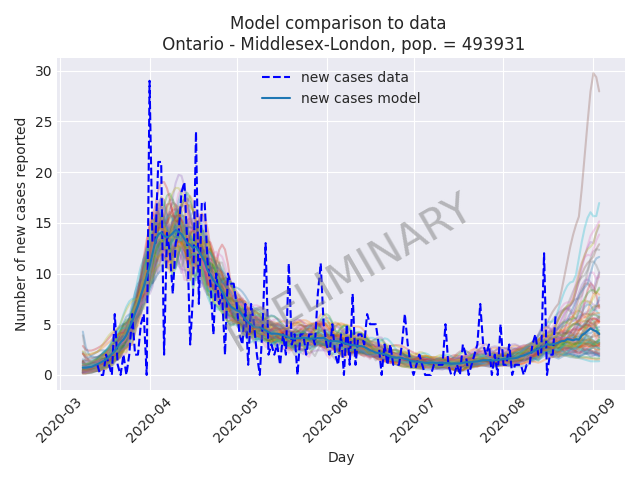 Model comparison to data
Ontario - Middlesex-London, pop. = 493931
new cases data
new cases model
PRELIMINARY
Number of new cases reported
30
25
20
15
10
5
0
2020-03
2020-04
2020-05
2020-06
2020-07
2020-08
2020-09
Day